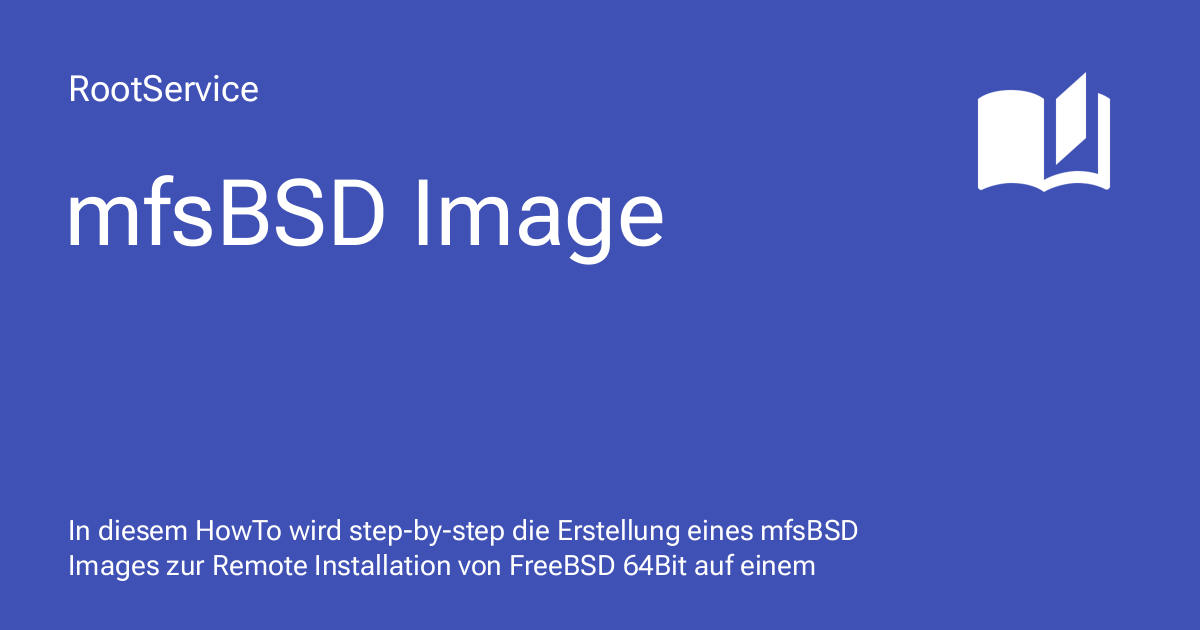 RootService
mfsBSD Image
In diesem HowTo wird step-by-step die Erstellung eines mfsBSD
Images zur Remote Installation von FreeBSD 64Bit auf einem